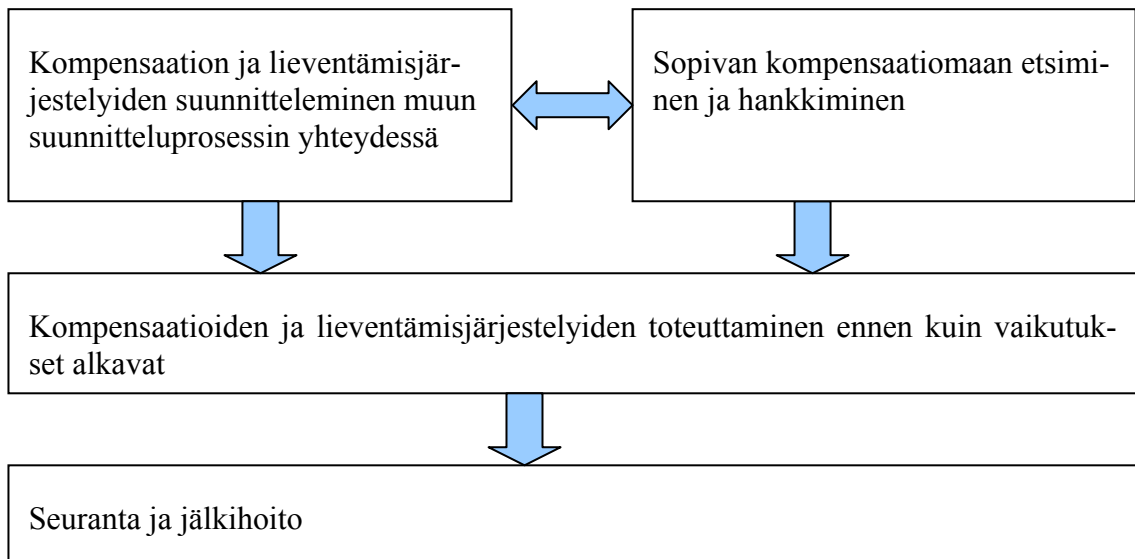 Kompensaation ja lieventämisjär-
jestelyiden suunnitteleminen muun
suunnitteluprosessin yhteydessä
Sopivan kompensaatiomaan etsimi-
nen ja hankkiminen
Kompensaatioiden ja lieventämisjärjestelyiden toteuttaminen ennen kuin vaikutuk-
set alkavat
Seuranta ja jälkihoito